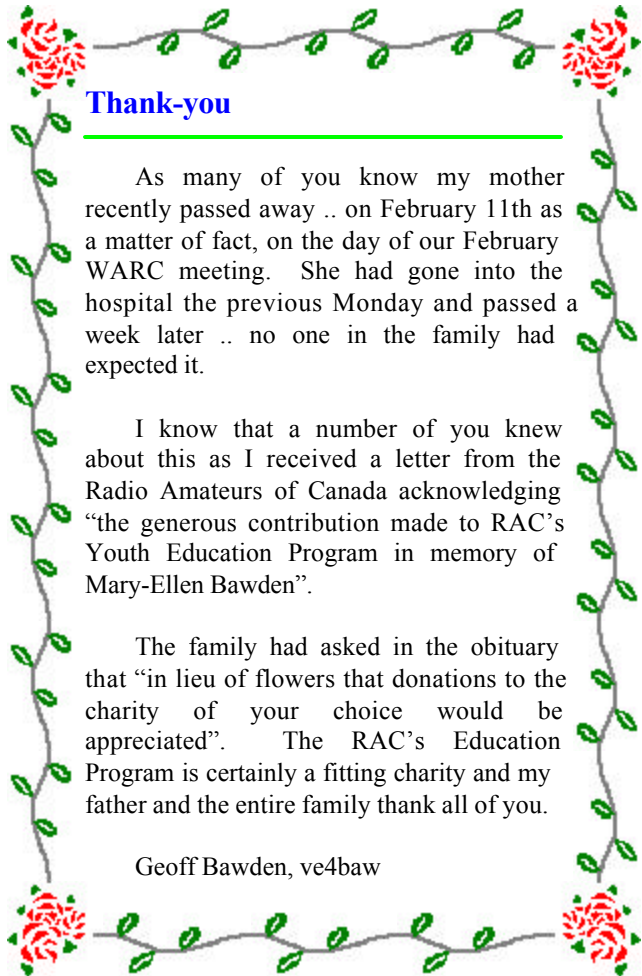 Thank-you
As many of you know my mother
recently passed away .. on February 11th as
a matter of fact, on the day of our February
WARC meeting. She had gone into the
hospital the previous Monday and passed a
week later .. no one in the family had
expected it.
I know that a number of you knew
about this as I received a letter from the
Radio Amateurs of Canada acknowledging
“the generous contribution made to RAC’s
Youth Education Program in memory of
Mary-Ellen Bawden”.
The family had asked in the obituary
that “in lieu of flowers that donations to the
charity of your choice would be
appreciated”. The RAC’s Education
Program is certainly a fitting charity and my
father and the entire family thank all of you.
Geoff Bawden, ve4baw